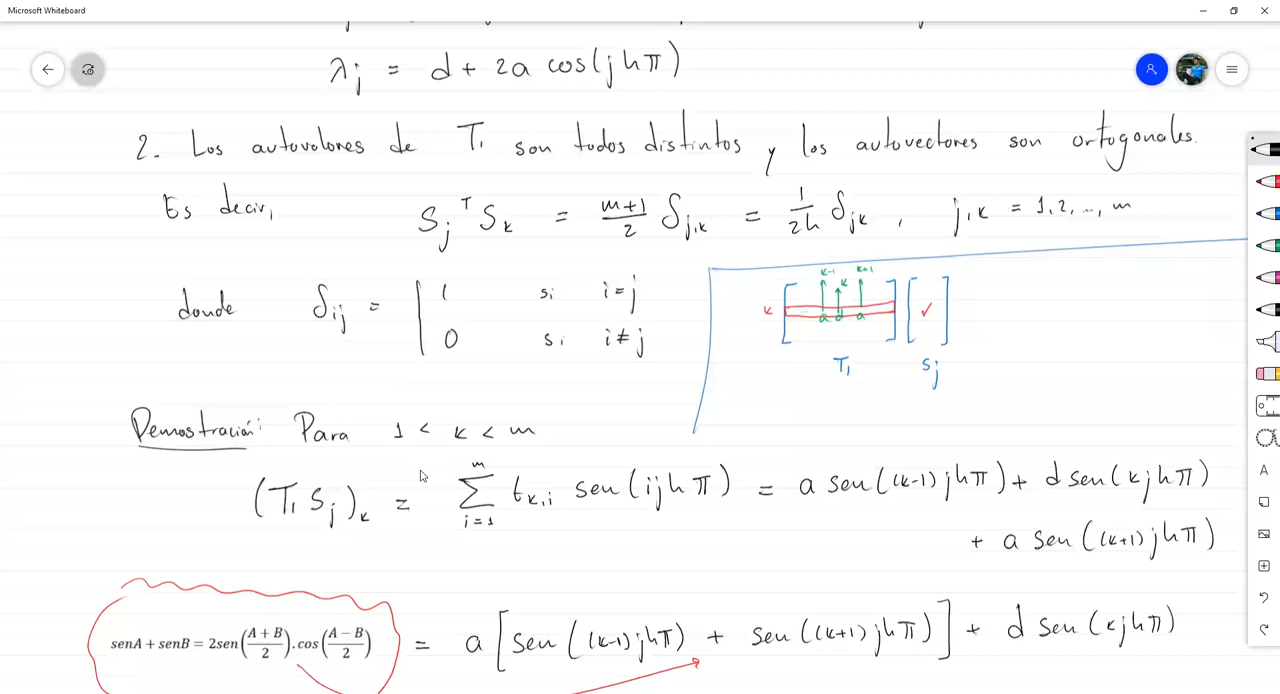 Microsoft Whiteboard
λj = d + 2a cos(jhπ)
2. Los autovalores de T1 son todos distintos y los autovectores son ortogonales.
Es decir, Sj^T Sk = (m+1)/2 δj,k = 1/2h δjk , j,k = 1,2,...,m
donde δij = | 1 si i=j
0 si i≠j
k-1 k k+1
k [ a d a ] [ ✓ ]
T1 Sj
Demostración: Para 1 < k < m
(T1 Sj)k = Σ_{i=1}^{m} tk,i sen(ijhπ) = a sen((k-1)jhπ) + d sen(kjhπ)
+ a sen((k+1)jhπ)
senA + senB = 2sen((A+B)/2).cos((A−B)/2) = a[sen((k-1)jhπ) + sen((k+1)jhπ)] + d sen(kjhπ)
A